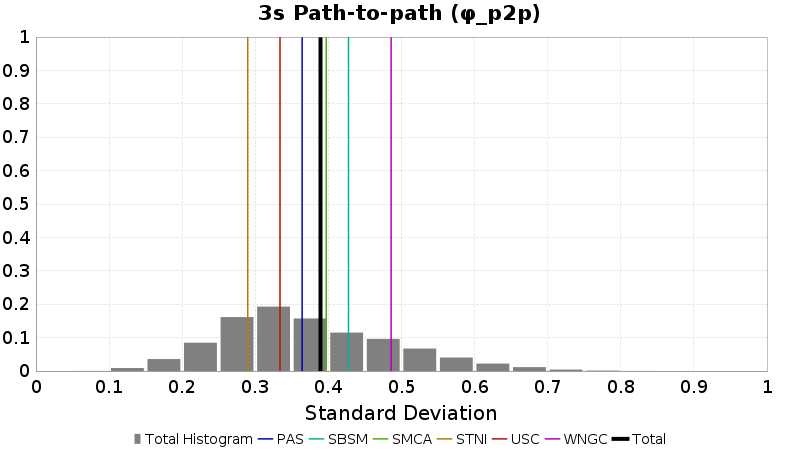 3s Path-to-path (φ_p2p)
1
0.9
0.8
0.7
0.6
0.5
0.4
0.3
0.2
0.1
0
0 0.1 0.2 0.3 0.4 0.5 0.6 0.7 0.8 0.9 1
Standard Deviation
Total Histogram PAS SBSM SMCA STNI USC WNGC Total